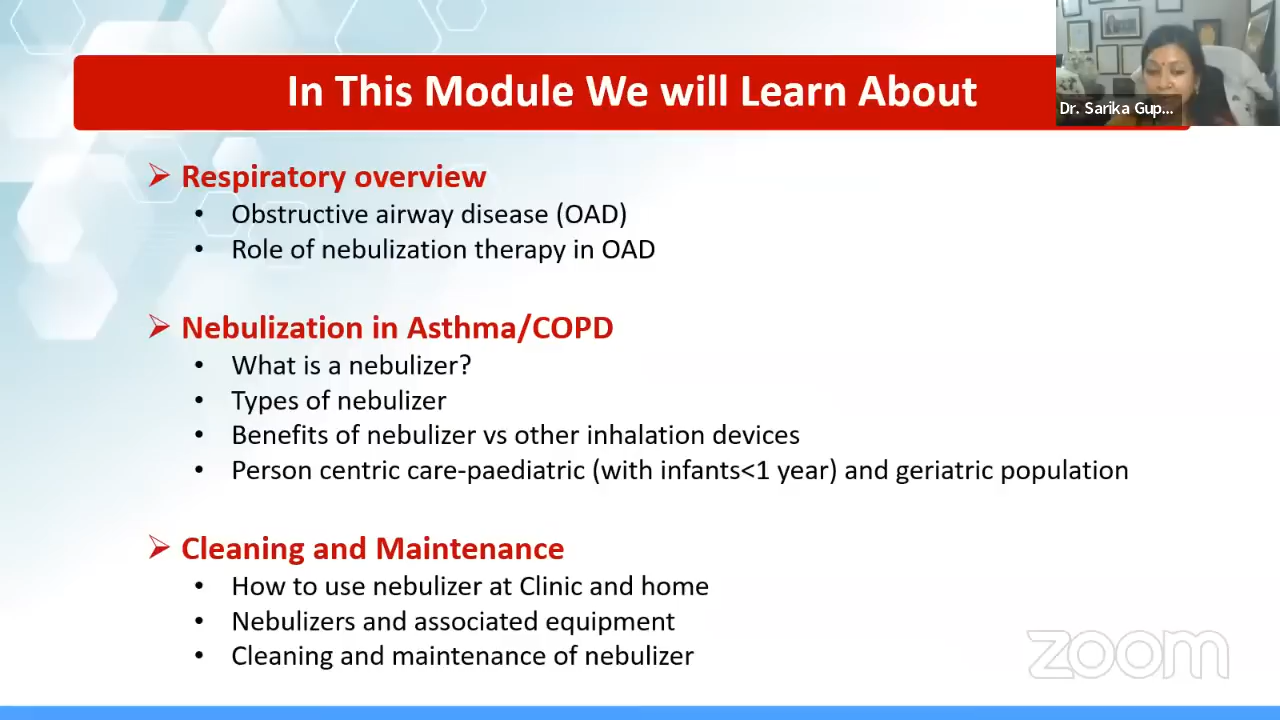 In This Module We will Learn About
Dr. Sarika Gup...
➢ Respiratory overview
• Obstructive airway disease (OAD)
• Role of nebulization therapy in OAD
➢ Nebulization in Asthma/COPD
• What is a nebulizer?
• Types of nebulizer
• Benefits of nebulizer vs other inhalation devices
• Person centric care-paediatric (with infants<1 year) and geriatric population
➢ Cleaning and Maintenance
• How to use nebulizer at Clinic and home
• Nebulizers and associated equipment
• Cleaning and maintenance of nebulizer
zoom